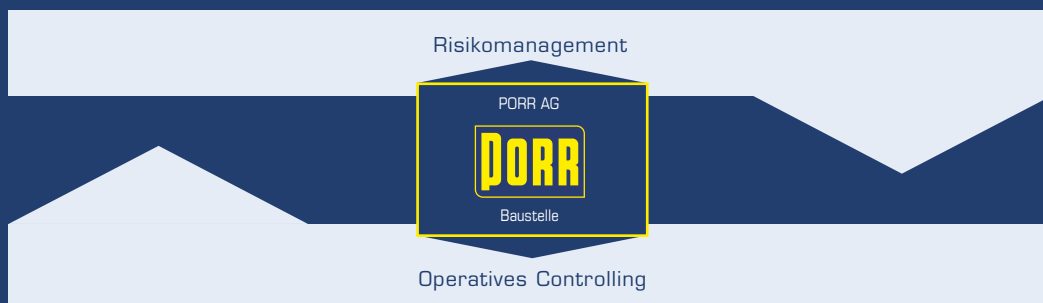 Risikomanagement
PORR AG
PORR
Baustelle
Operatives Controlling